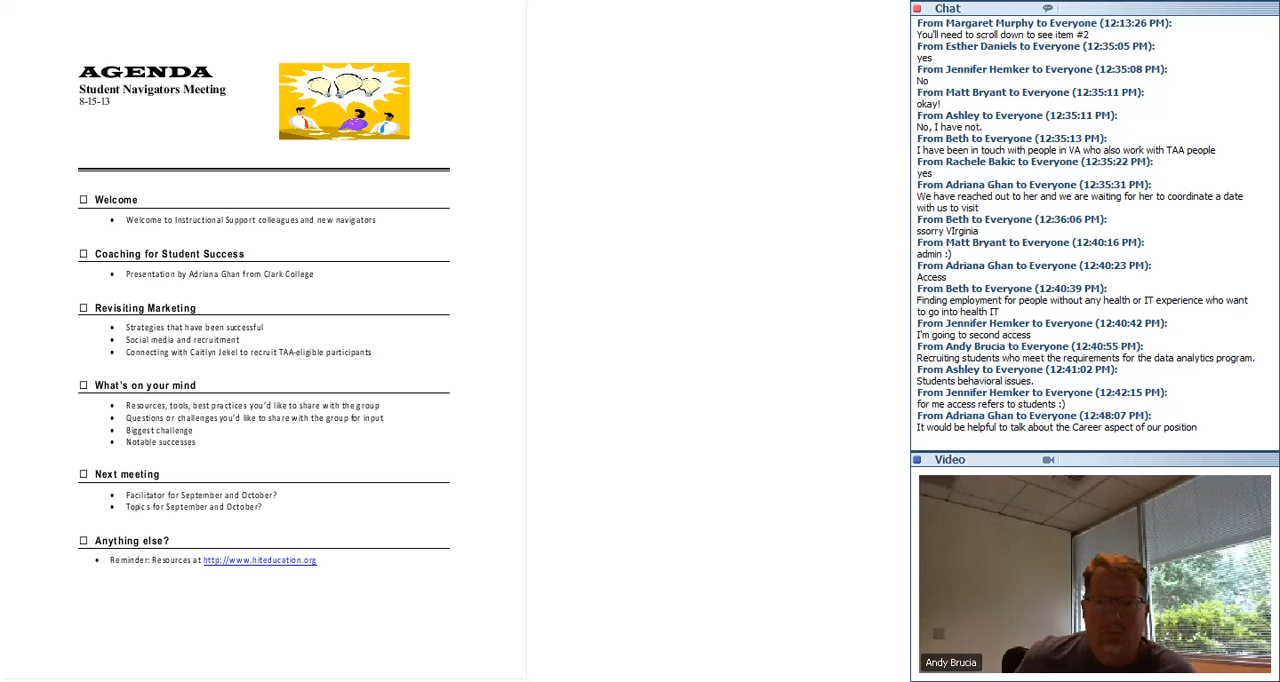 AGENDA
Student Navigators Meeting
8-15-13
Welcome
Welcome to Instructional Support colleagues and new navigators
Coaching for Student Success
Presentation by Adriana Ghan from Clark College
Revisiting Marketing
Strategies that have been successful
Social media and recruitment
Connecting with Caitlyn Jekel to recruit TAA-eligible participants
What's on your mind
Resources, tools, best practices you'd like to share with the group
Questions or challenges you'd like to share with the group for input
Biggest challenge
Notable successes
Next meeting
Facilitator for September and October?
Topics for September and October?
Anything else?
Reminder: Resources at http://www.hiteducation.org
Chat
From Margaret Murphy to Everyone (12:13:26 PM):
You'll need to scroll down to see item #2
From Esther Daniels to Everyone (12:35:05 PM):
yes
From Jennifer Hemker to Everyone (12:35:08 PM):
No
From Matt Bryant to Everyone (12:35:11 PM):
okay!
From Ashley to Everyone (12:35:11 PM):
No, I have not.
From Beth to Everyone (12:35:13 PM):
I have been in touch with people in VA who also work with TAA people
From Rachele Bakic to Everyone (12:35:22 PM):
yes
From Adriana Ghan to Everyone (12:35:31 PM):
We have reached out to her and we are waiting for her to coordinate a date
with us to visit
From Beth to Everyone (12:36:06 PM):
ssorry VIrginia
From Matt Bryant to Everyone (12:40:16 PM):
admin :)
From Adriana Ghan to Everyone (12:40:23 PM):
Access
From Beth to Everyone (12:40:39 PM):
Finding employment for people without any health or IT experience who want
to go into health IT
From Jennifer Hemker to Everyone (12:40:42 PM):
I'm going to second access
From Andy Brucia to Everyone (12:40:55 PM):
Recruiting students who meet the requirements for the data analytics program.
From Ashley to Everyone (12:41:02 PM):
Students behavioral issues.
From Jennifer Hemker to Everyone (12:42:15 PM):
for me access refers to students :)
From Adriana Ghan to Everyone (12:48:07 PM):
It would be helpful to talk about the Career aspect of our position
Video
Andy Brucia